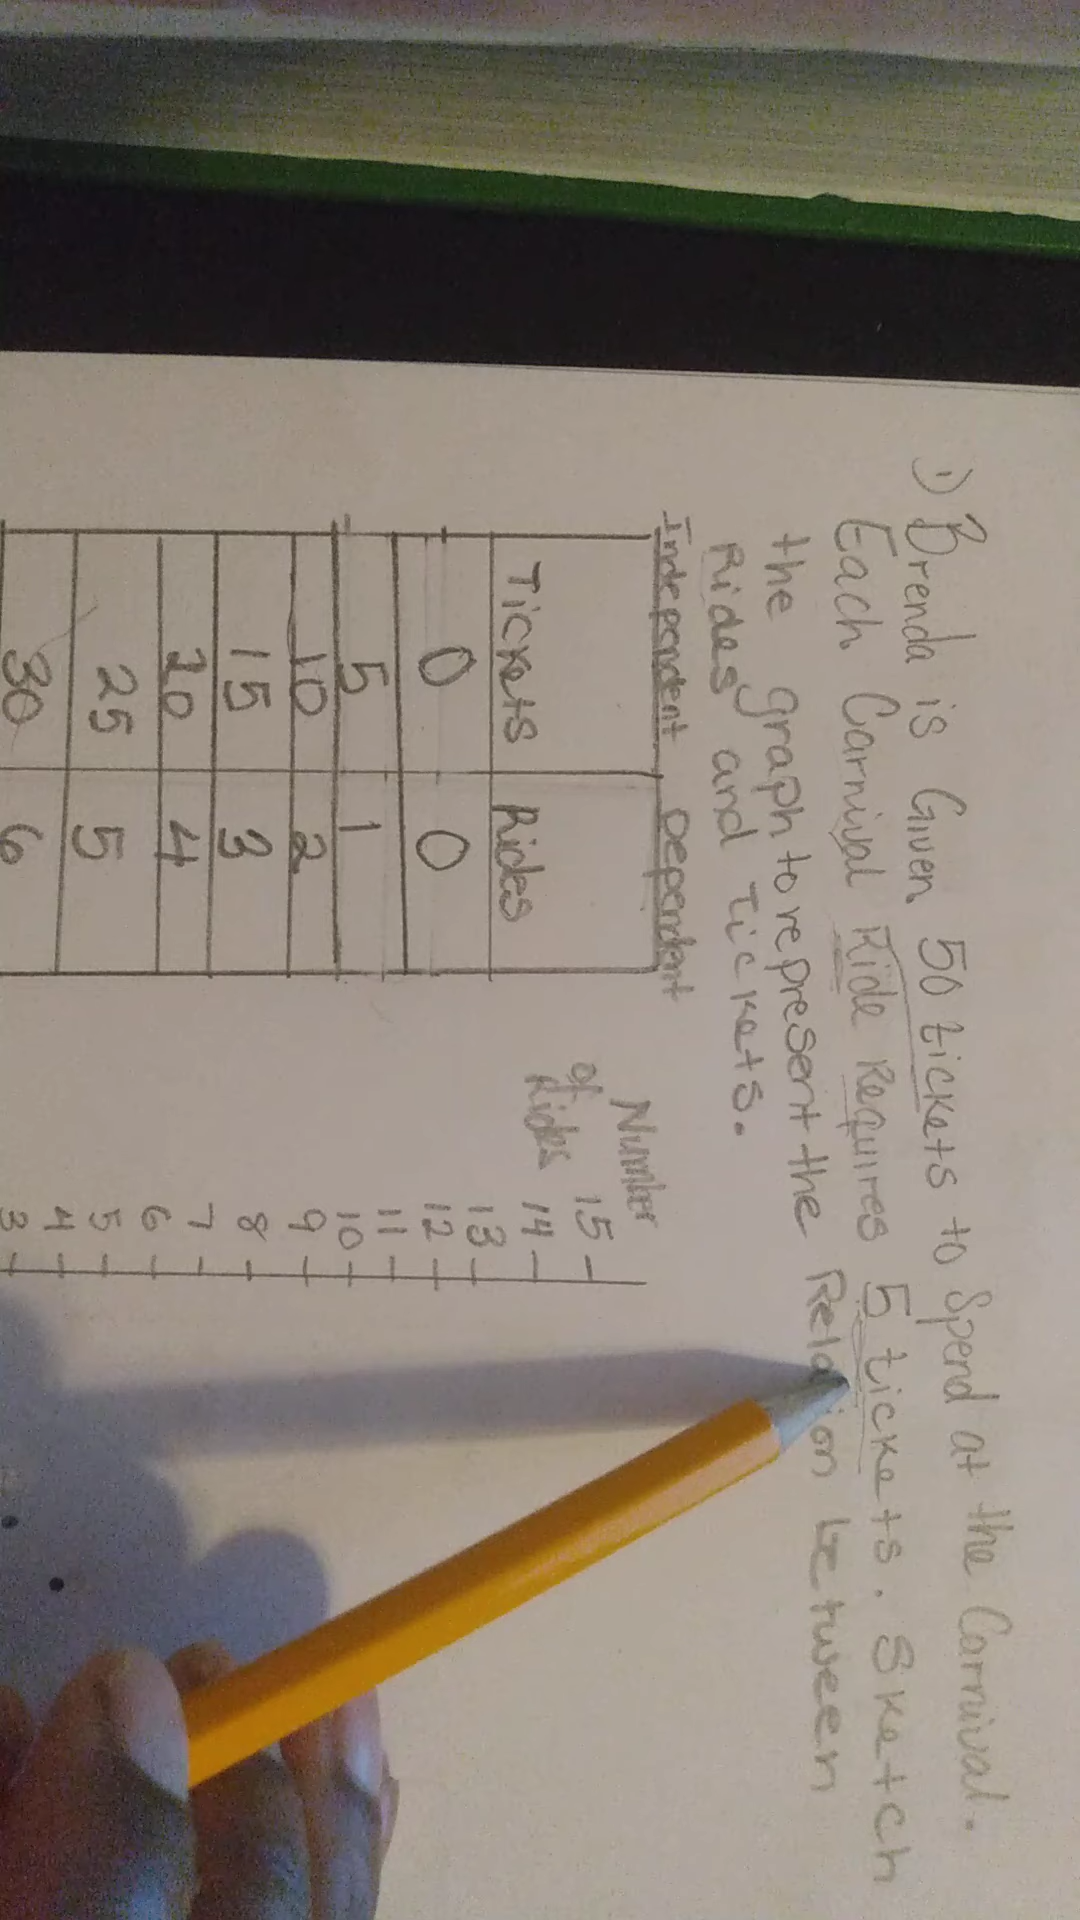 1) Brenda is Given 50 tickets to Spend at the Carnival.
Each Carnival Ride Requires 5 tickets. Sketch
the graph to represent the Relation between
Rides and Tickets.
Independent Dependent
Tickets Rides
0 0
5 1
10 2
15 3
20 4
25 5
30 6
Number
of
Rides
15
14
13
12
11
10
9
8
7
6
5
4
3